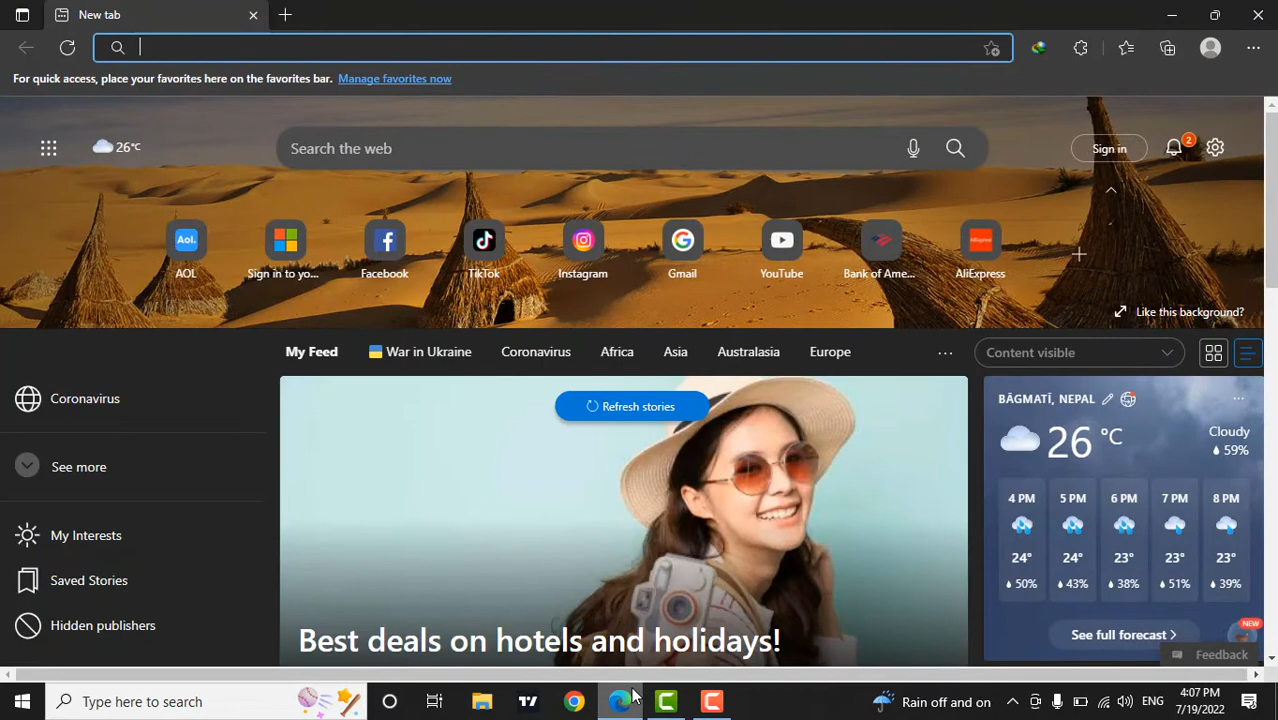 New tab
For quick access, place your favorites here on the favorites bar. Manage favorites now
26°C
Search the web
Sign in
2
Aol.
AliExpress
AOL
Sign in to yo...
Facebook
TikTok
Instagram
Gmail
YouTube
Bank of Ame...
AliExpress
Like this background?
My Feed
War in Ukraine
Coronavirus
Africa
Asia
Australasia
Europe
Content visible
Coronavirus
See more
My Interests
Saved Stories
Hidden publishers
Refresh stories
Best deals on hotels and holidays!
BĀGMATĪ, NEPAL
26 °C
Cloudy
59%
4 PM 5 PM 6 PM 7 PM 8 PM
24° 24° 23° 23° 23°
50% 43% 38% 51% 39%
See full forecast
NEW
Feedback
Type here to search
Rain off and on
ENG
4:07 PM
7/19/2022